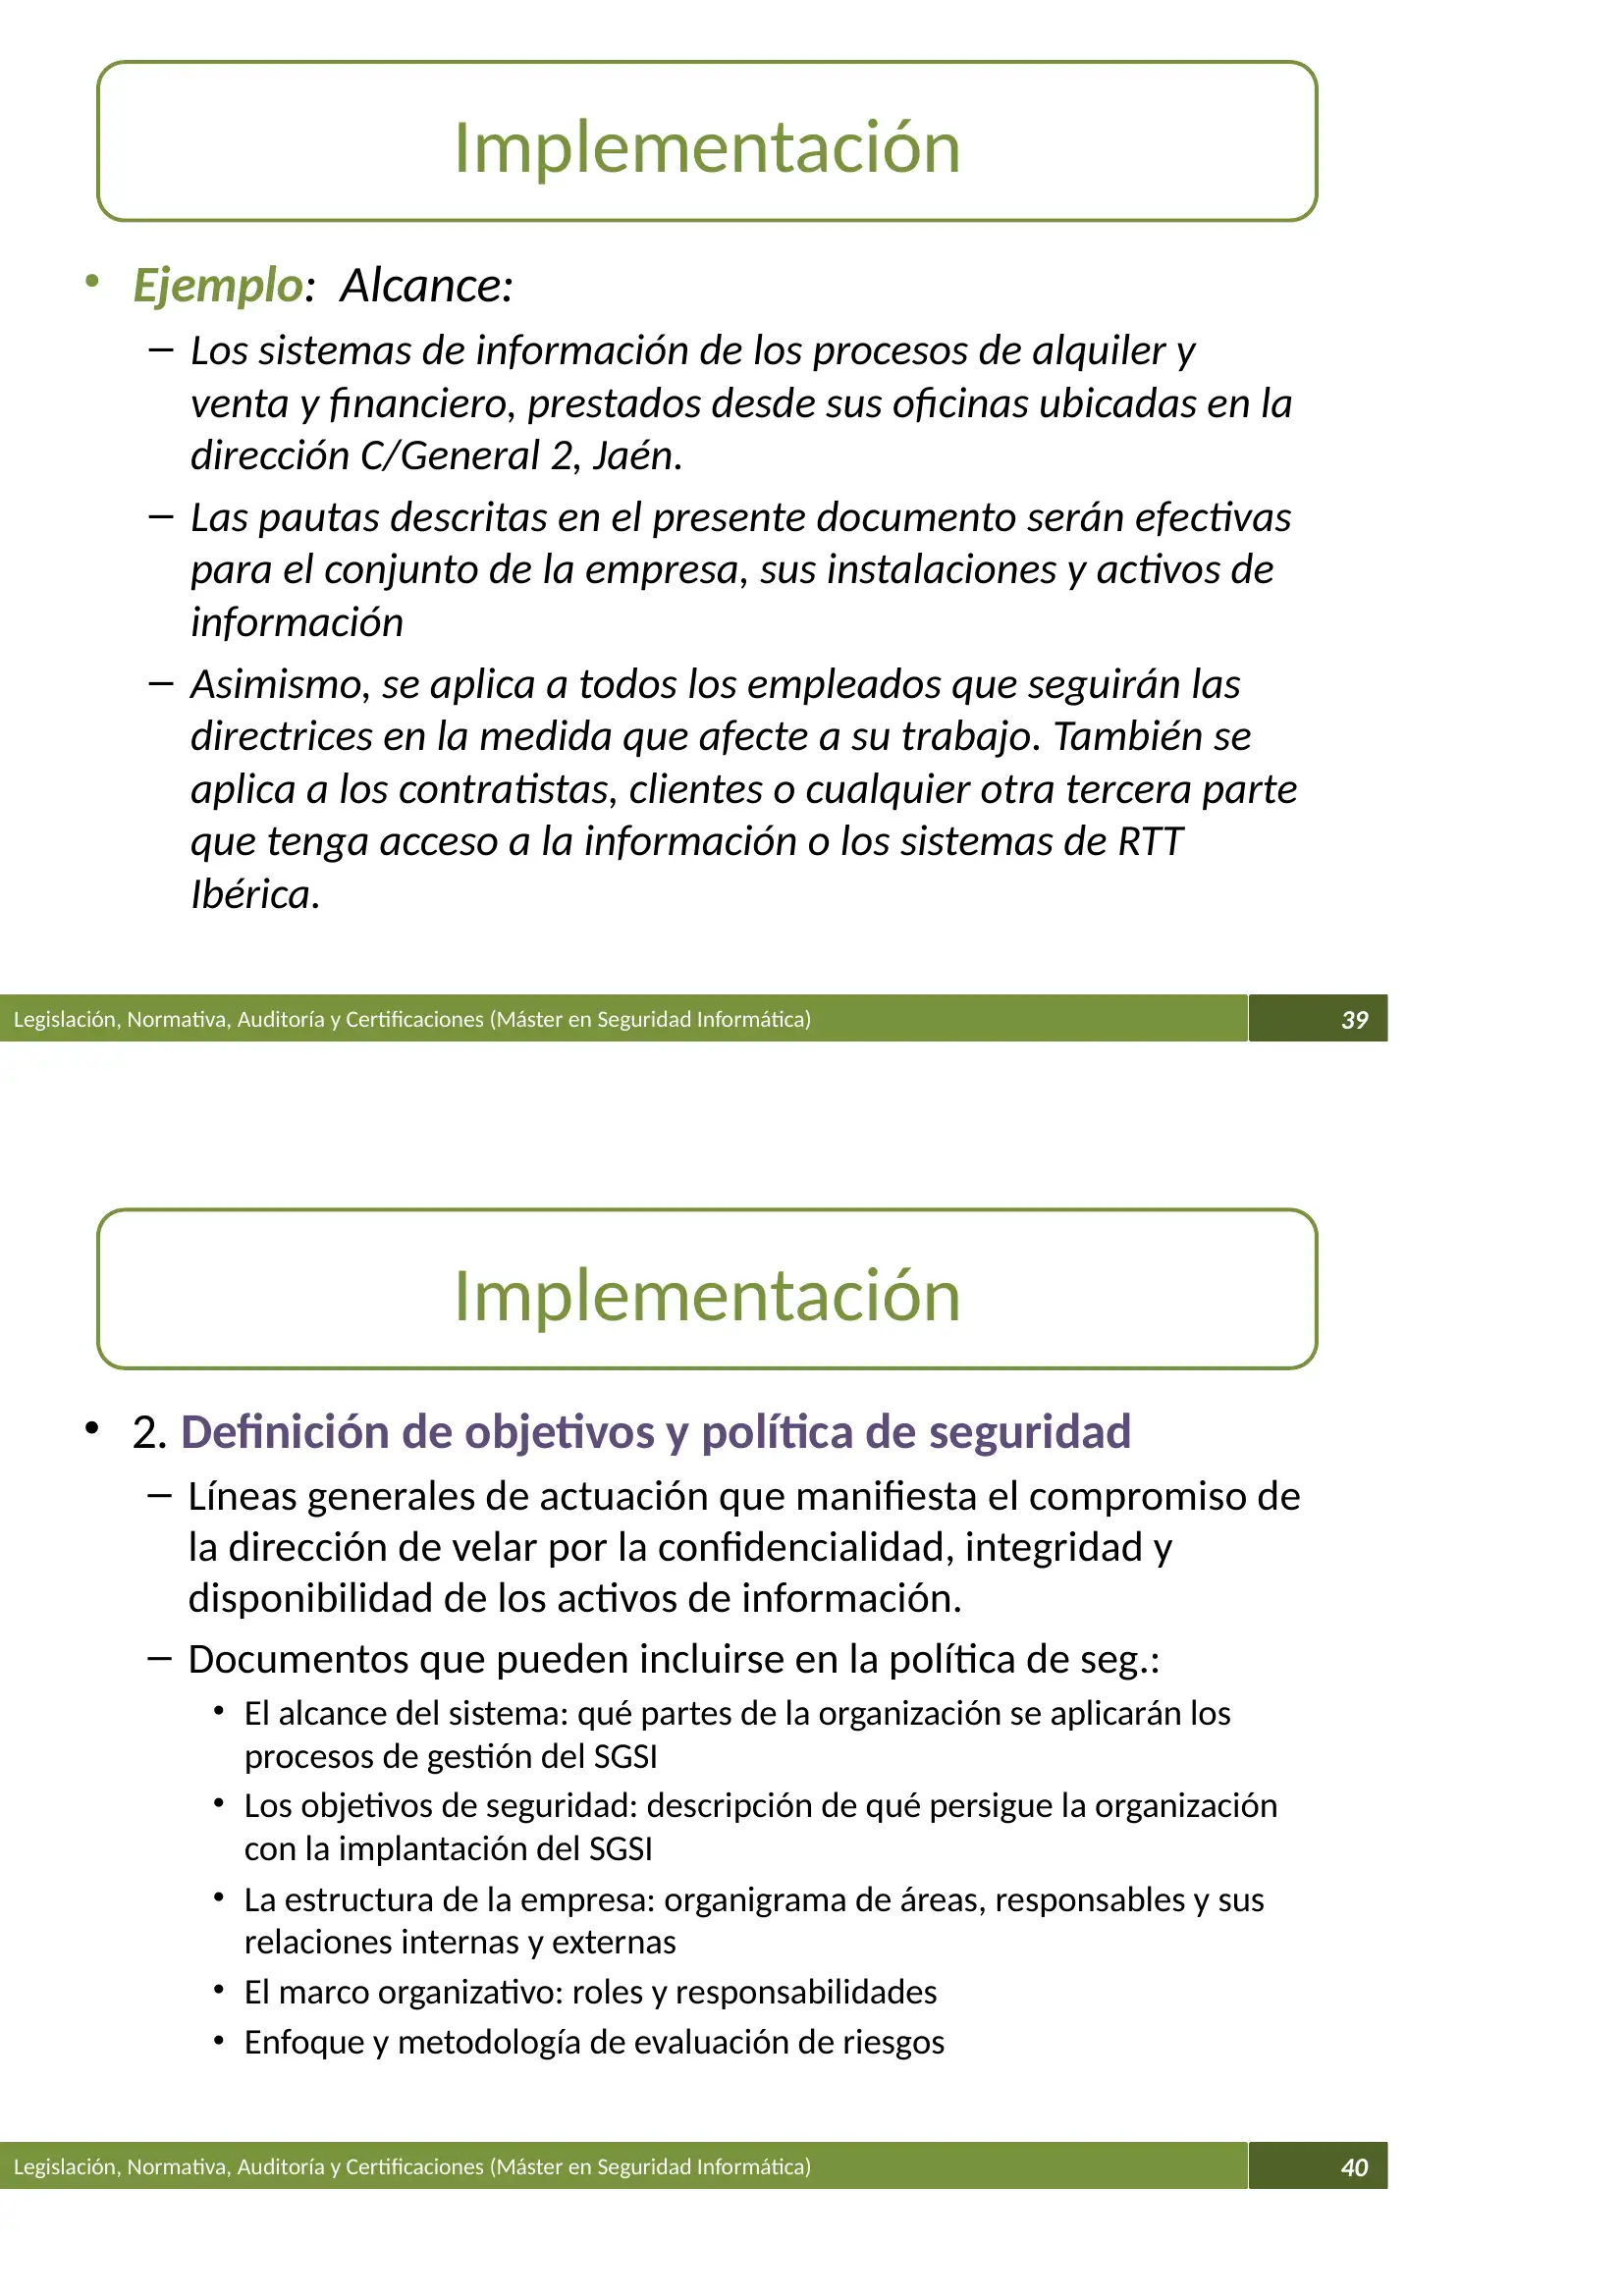 Implementación
• Ejemplo: Alcance:
– Los sistemas de información de los procesos de alquiler y
venta y financiero, prestados desde sus oficinas ubicadas en la
dirección C/General 2, Jaén.
– Las pautas descritas en el presente documento serán efectivas
para el conjunto de la empresa, sus instalaciones y activos de
información
– Asimismo, se aplica a todos los empleados que seguirán las
directrices en la medida que afecte a su trabajo. También se
aplica a los contratistas, clientes o cualquier otra tercera parte
que tenga acceso a la información o los sistemas de RTT
Ibérica.
Legislación, Normativa, Auditoría y Certificaciones (Máster en Seguridad Informática) 39
Implementación
• 2. Definición de objetivos y política de seguridad
– Líneas generales de actuación que manifiesta el compromiso de
la dirección de velar por la confidencialidad, integridad y
disponibilidad de los activos de información.
– Documentos que pueden incluirse en la política de seg.:
• El alcance del sistema: qué partes de la organización se aplicarán los
procesos de gestión del SGSI
• Los objetivos de seguridad: descripción de qué persigue la organización
con la implantación del SGSI
• La estructura de la empresa: organigrama de áreas, responsables y sus
relaciones internas y externas
• El marco organizativo: roles y responsabilidades
• Enfoque y metodología de evaluación de riesgos
Legislación, Normativa, Auditoría y Certificaciones (Máster en Seguridad Informática) 40